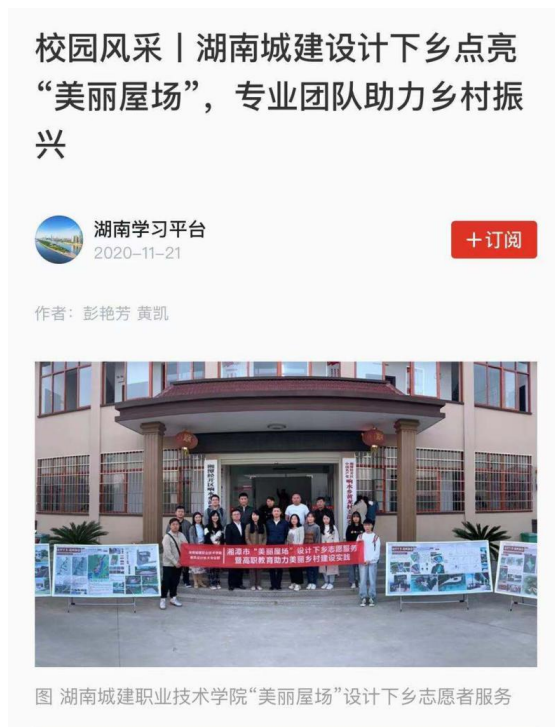 校园风采丨湖南城建设计下乡点亮
“美丽屋场”，专业团队助力乡村振
兴
湖南学习平台
2020-11-21
+订阅
作者：彭艳芳 黄凯
湘潭市“美丽屋场”设计下乡志愿服务
暨高职教育助力美丽乡村建设实践
图 湖南城建职业技术学院“美丽屋场”设计下乡志愿者服务